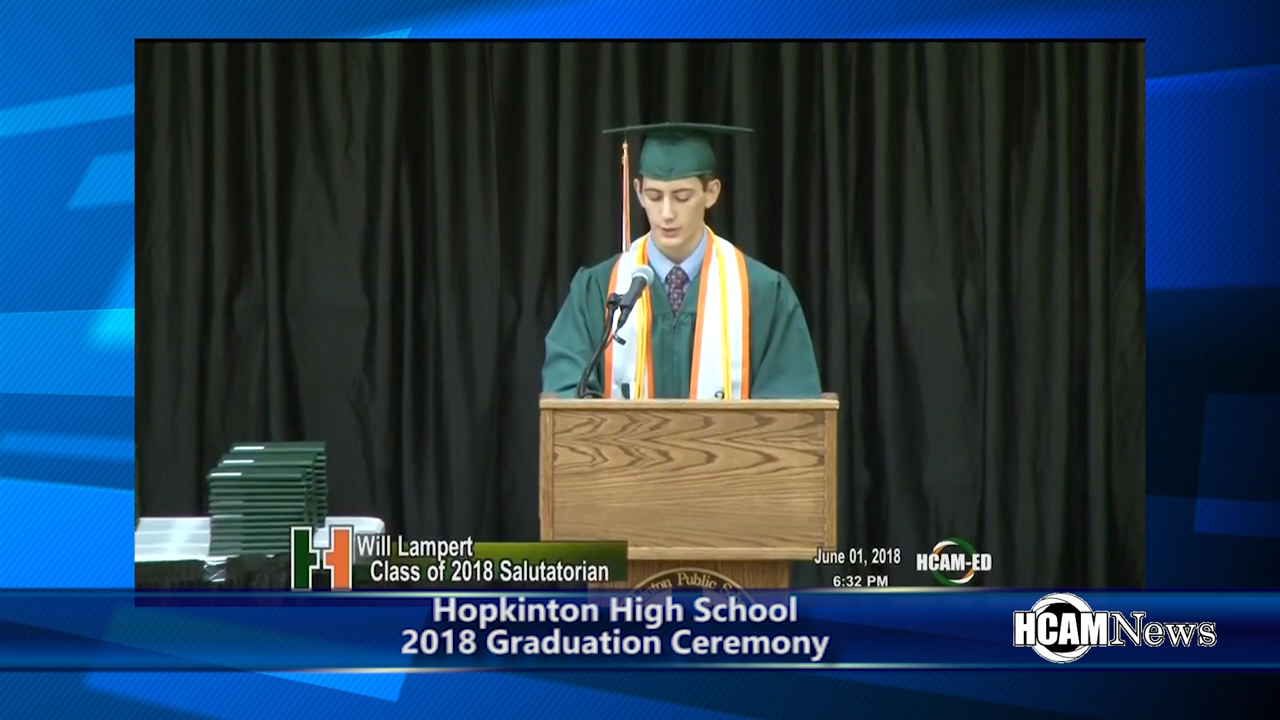 Will Lampert
Class of 2018 Salutatorian
June 01, 2018
6:32 PM
HCAM-ED
Public
Hopkinton High School
2018 Graduation Ceremony
HCAMNews